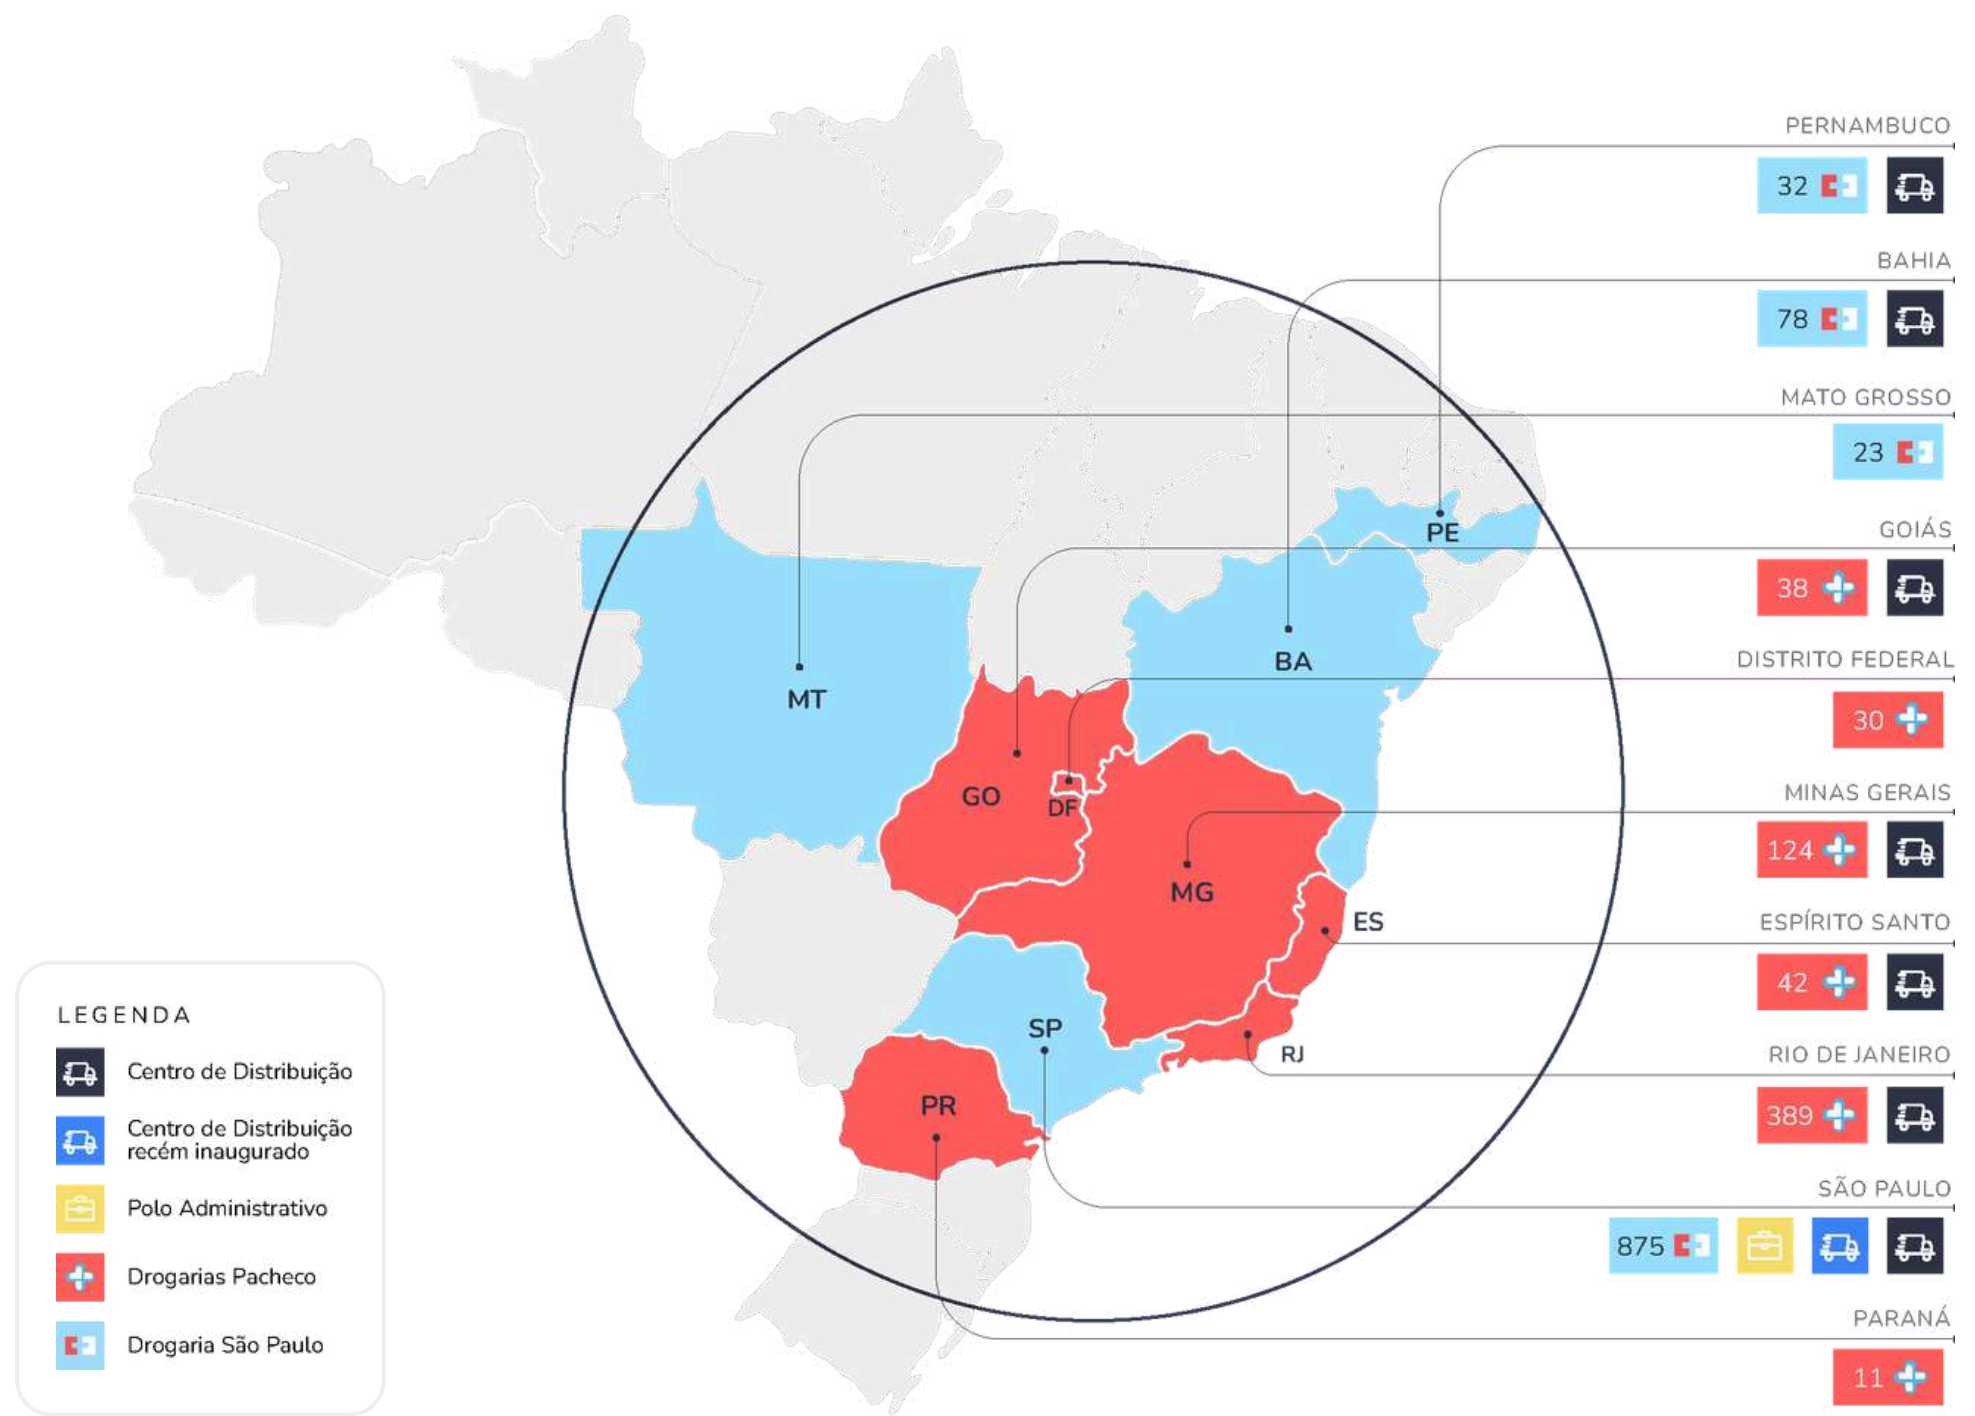 PERNAMBUCO
32
BAHIA
78
MATO GROSSO
23
GOIÁS
38
DISTRITO FEDERAL
30
MINAS GERAIS
124
ESPÍRITO SANTO
42
RIO DE JANEIRO
389
SÃO PAULO
875
PARANÁ
11
PE
BA
MT
GO
DF
MG
ES
SP
RJ
PR
LEGENDA
Centro de Distribuição
Centro de Distribuição
recém inaugurado
Polo Administrativo
Drogarias Pacheco
Drogaria São Paulo